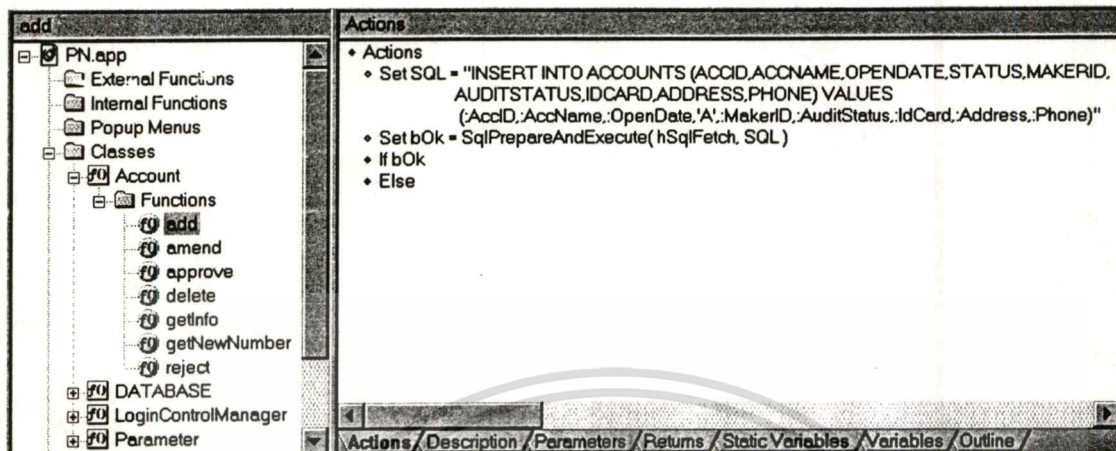 add
PN.app
External Functions
Internal Functions
Popup Menus
Classes
Account
Functions
add
amend
approve
delete
getInfo
getNewNumber
reject
DATABASE
LoginControlManager
Parameter
Actions
Actions
Set SQL = "INSERT INTO ACCOUNTS (ACCID,ACCNAME,OPENDATE,STATUS,MAKERID,
AUDITSTATUS,IDCARD,ADDRESS,PHONE) VALUES
(:AccID,:AccName,:OpenDate,'A',:MakerID,:AuditStatus,:IdCard,:Address,:Phone)"
Set bOk = SqlPrepareAndExecute( hSqlFetch, SQL )
If bOk
Else
Actions / Description / Parameters / Returns / Static Variables / Variables / Outline /